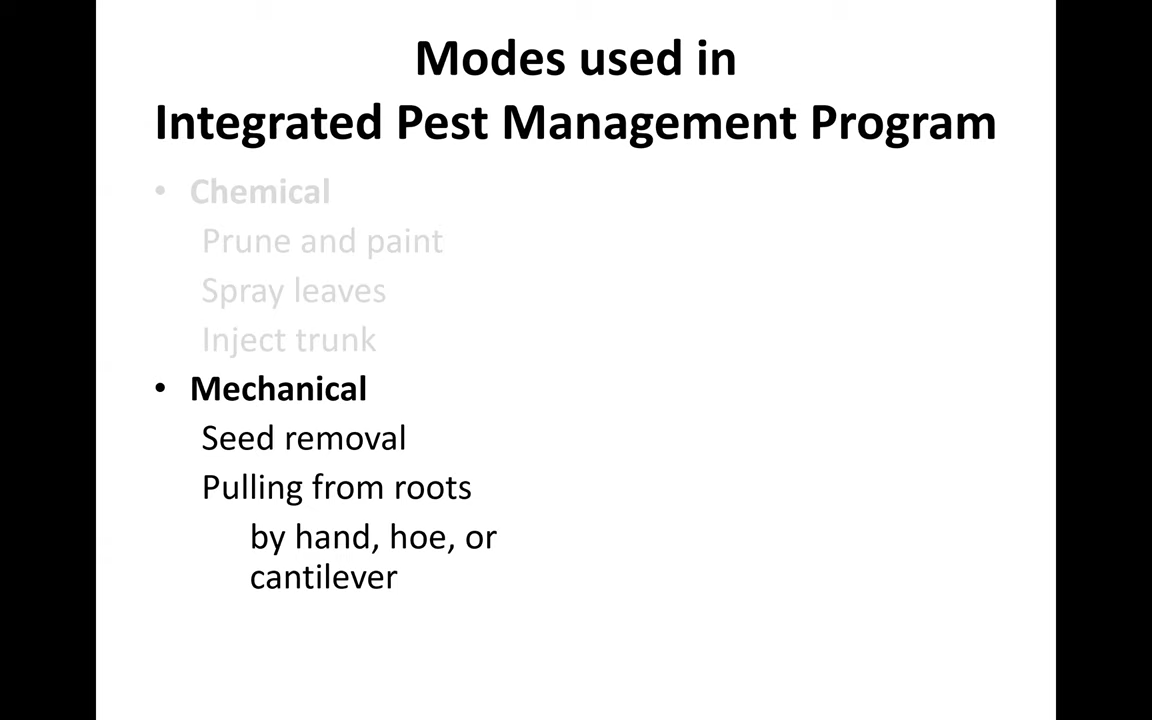 Modes used in
Integrated Pest Management Program
• Chemical
Prune and paint
Spray leaves
Inject trunk
• Mechanical
Seed removal
Pulling from roots
by hand, hoe, or
cantilever